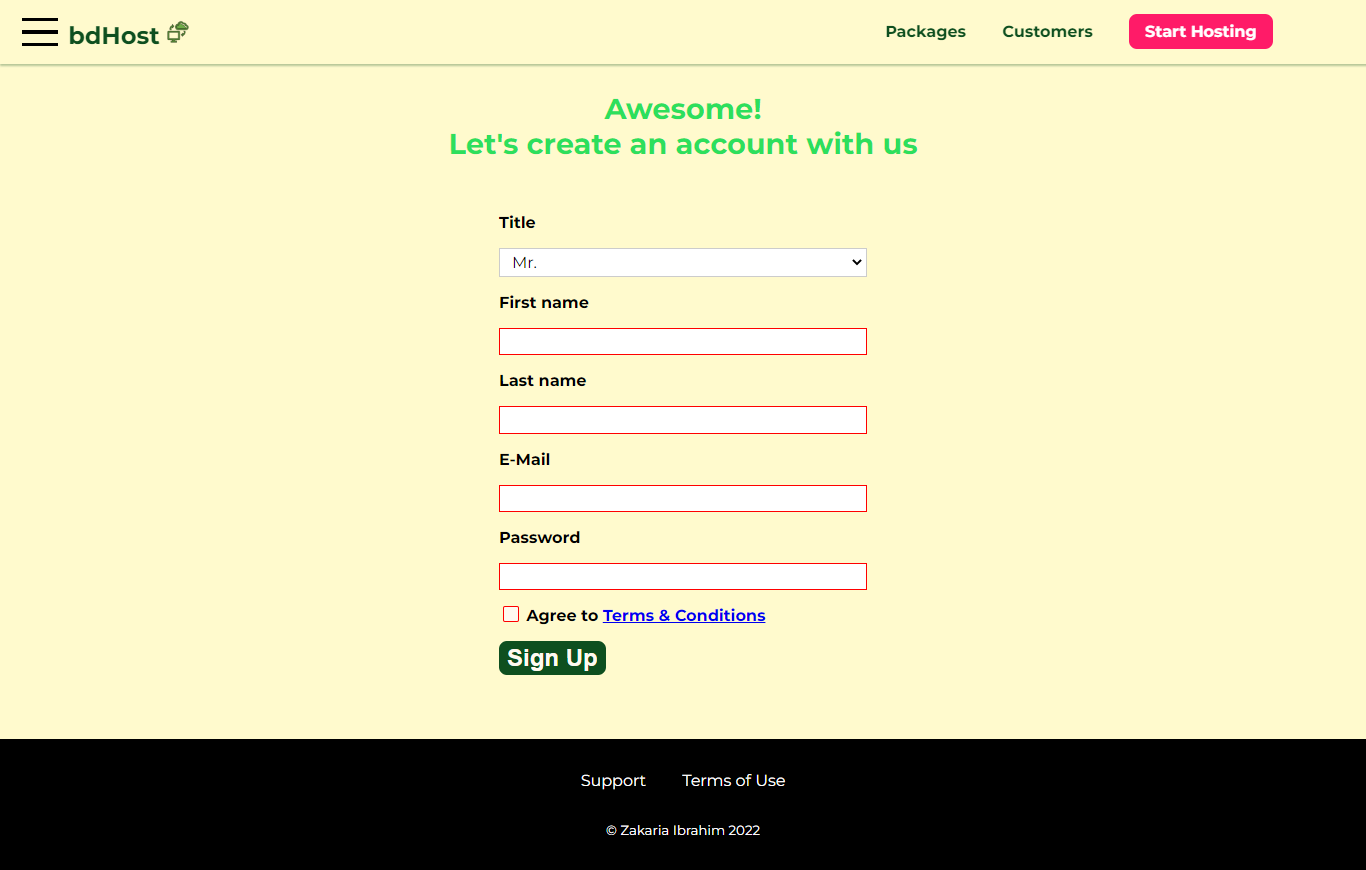 bdHost
Packages Customers Start Hosting
Awesome!
Let's create an account with us
Title
Mr.
First name
Last name
E-Mail
Password
Agree to Terms & Conditions
Sign Up
Support Terms of Use
© Zakaria Ibrahim 2022